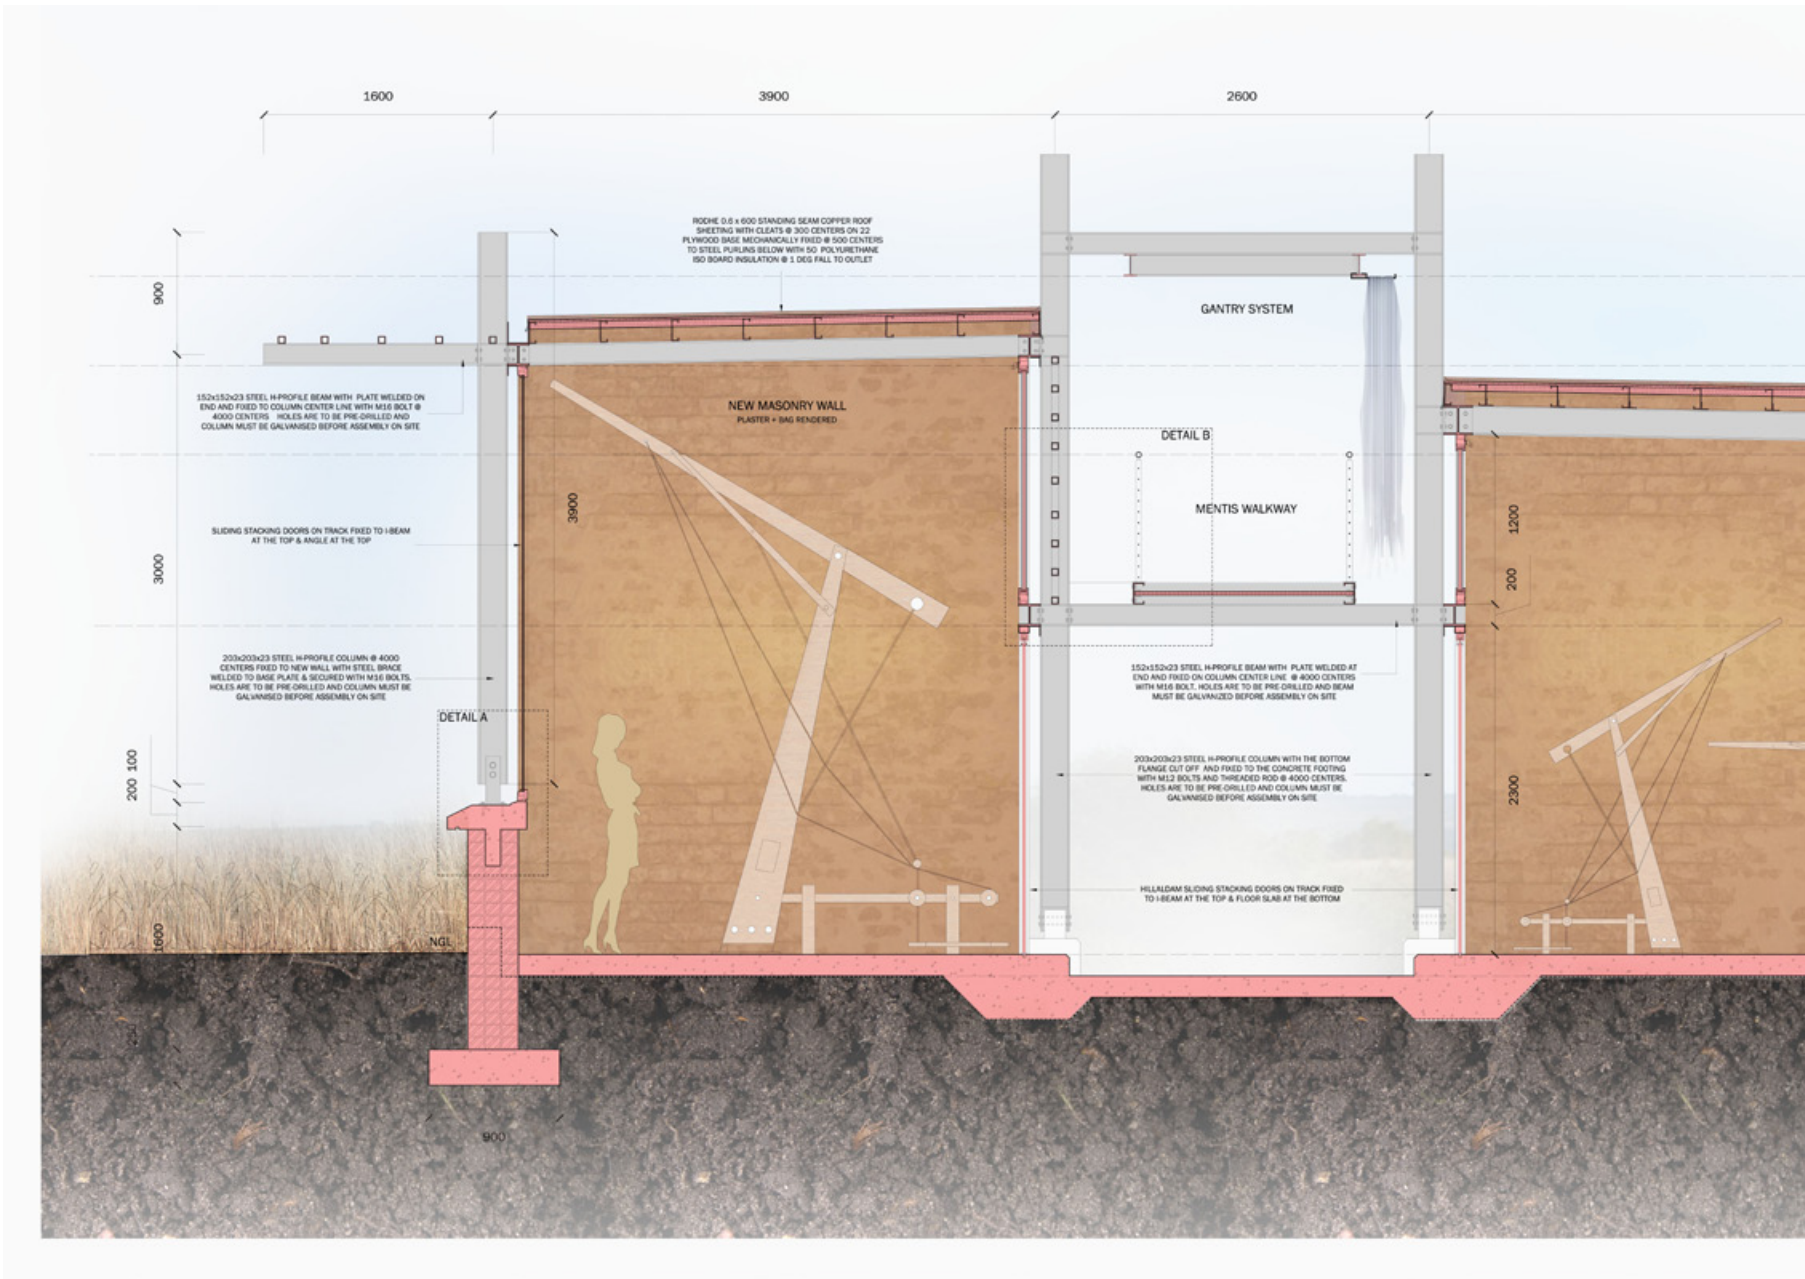 1600
3900
2600
RODHE 0.6 x 600 STANDING SEAM COPPER ROOF
SHEETING WITH CLEATS @ 300 CENTERS ON 22
PLYWOOD BASE MECHANICALLY FIXED @ 500 CENTERS
TO STEEL PURLINS BELOW WITH 50 POLYURETHANE
ISO BOARD INSULATION @ 1 DEG FALL TO OUTLET
900
GANTRY SYSTEM
152x152x23 STEEL H-PROFILE BEAM WITH PLATE WELDED ON
END AND FIXED TO COLUMN CENTER LINE WITH M16 BOLT @
4000 CENTERS HOLES ARE TO BE PRE-DRILLED AND
COLUMN MUST BE GALVANISED BEFORE ASSEMBLY ON SITE
NEW MASONRY WALL
PLASTER + BAG RENDERED
DETAIL B
3900
MENTIS WALKWAY
1200
SLIDING STACKING DOORS ON TRACK FIXED TO I-BEAM
AT THE TOP & ANGLE AT THE TOP
3000
200
203x203x23 STEEL H-PROFILE COLUMN @ 4000
CENTERS FIXED TO NEW WALL WITH STEEL BRACE
WELDED TO BASE PLATE & SECURED WITH M16 BOLTS.
HOLES ARE TO BE PRE-DRILLED AND COLUMN MUST BE
GALVANISED BEFORE ASSEMBLY ON SITE
152x152x23 STEEL H-PROFILE BEAM WITH PLATE WELDED AT
END AND FIXED ON COLUMN CENTER LINE @ 4000 CENTERS
WITH M16 BOLT. HOLES ARE TO BE PRE-DRILLED AND BEAM
MUST BE GALVANIZED BEFORE ASSEMBLY ON SITE
DETAIL A
200 100
203x203x23 STEEL H-PROFILE COLUMN WITH THE BOTTOM
FLANGE CUT OFF AND FIXED TO THE CONCRETE FOOTING
WITH M12 BOLTS AND THREADED ROD @ 4000 CENTERS.
HOLES ARE TO BE PRE-DRILLED AND COLUMN MUST BE
GALVANISED BEFORE ASSEMBLY ON SITE
2300
HILLALDAM SLIDING STACKING DOORS ON TRACK FIXED
TO I-BEAM AT THE TOP & FLOOR SLAB AT THE BOTTOM
1600
NGL
900